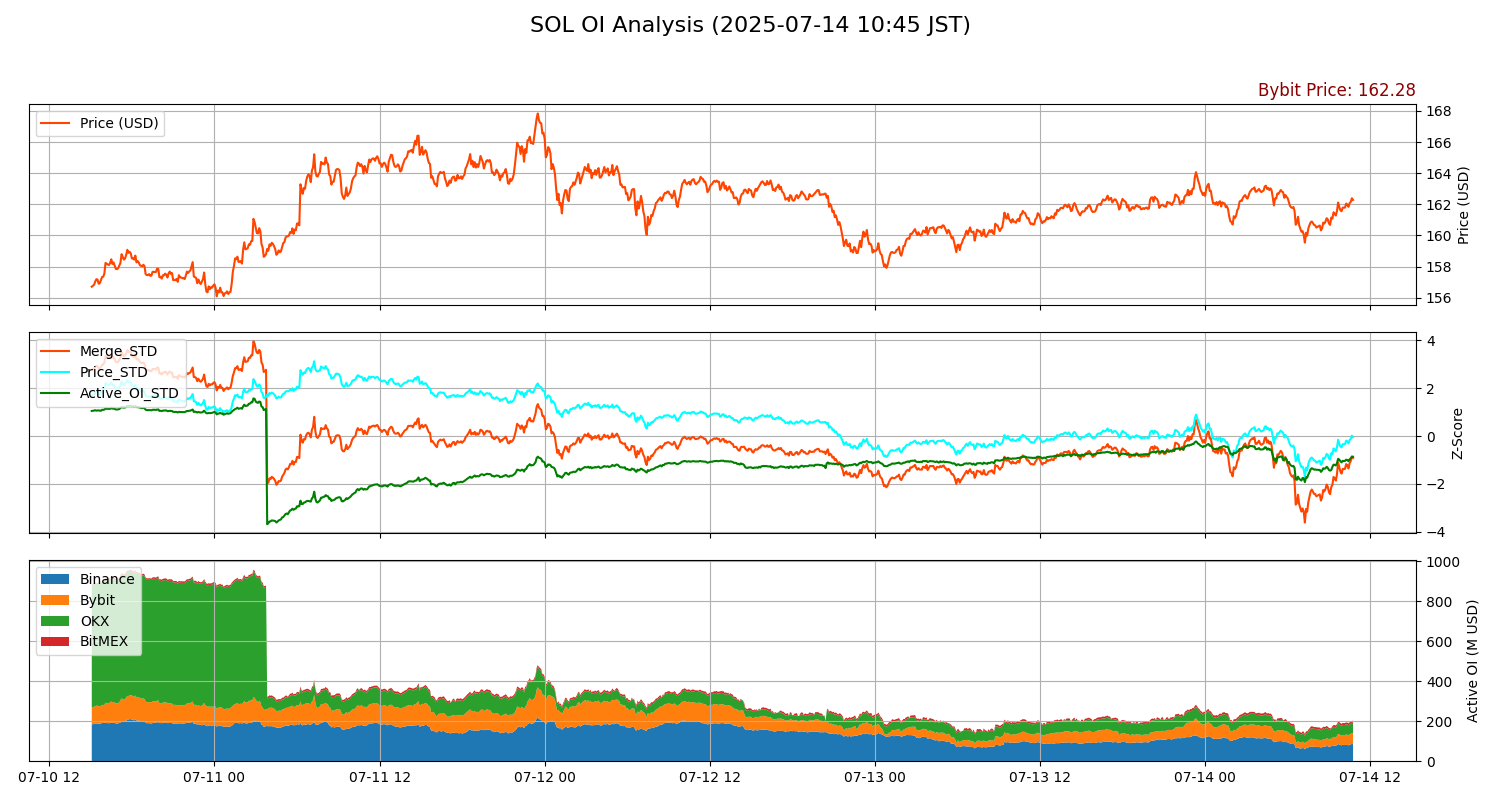 SOL OI Analysis (2025-07-14 10:45 JST)
Bybit Price: 162.28
Price (USD)
168
166
164
162
160
158
156
Price (USD)
Merge_STD
Price_STD
Active_OI_STD
4
2
0
−2
−4
Z-Score
Binance
Bybit
OKX
BitMEX
1000
800
600
400
200
0
Active OI (M USD)
07-10 12
07-11 00
07-11 12
07-12 00
07-12 12
07-13 00
07-13 12
07-14 00
07-14 12